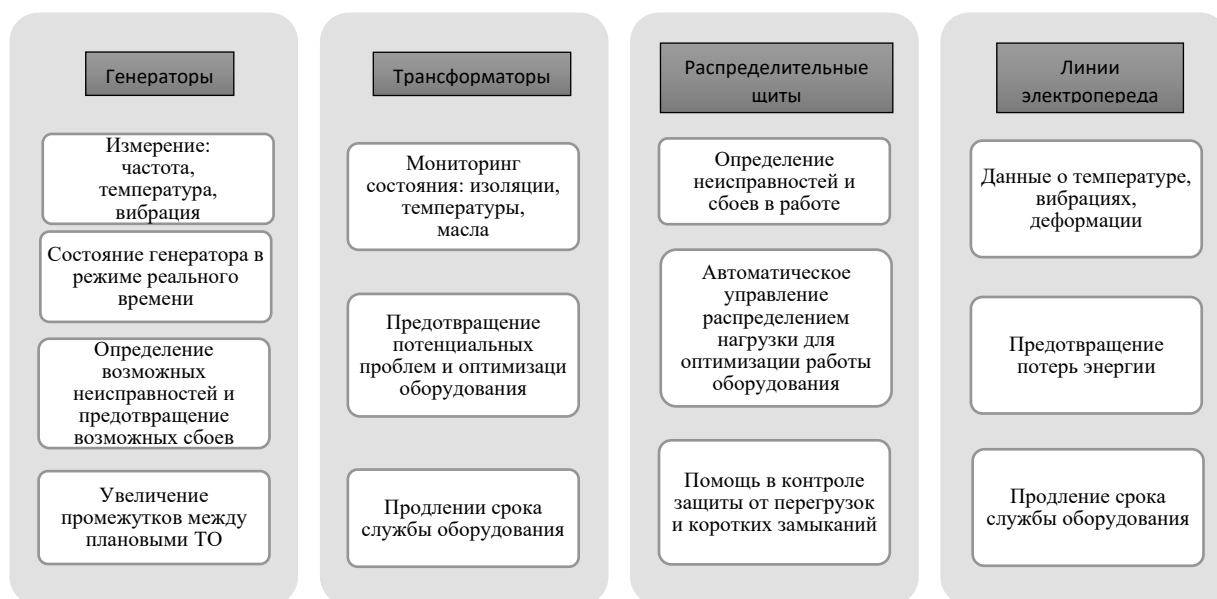 Генераторы
Измерение:
частота,
температура,
вибрация
Состояние генератора в
режиме реального
времени
Определение
возможных
неисправностей и
предотвращение
возможных сбоев
Увеличение
промежутков между
плановыми ТО
Трансформаторы
Мониторинг
состояния: изоляции,
температуры,
масла
Предотвращение
потенциальных
проблем и оптимизаци
оборудования
Продлении срока
службы оборудования
Распределительные
щиты
Определение
неисправностей и
сбоев в работе
Автоматическое
управление
распределением
нагрузки для
оптимизации работы
оборудования
Помощь в контроле
защиты от перегрузок
и коротких замыканий
Линии
электропереда
Данные о температуре,
вибрациях,
деформации
Предотвращение
потерь энергии
Продление срока
службы оборудования